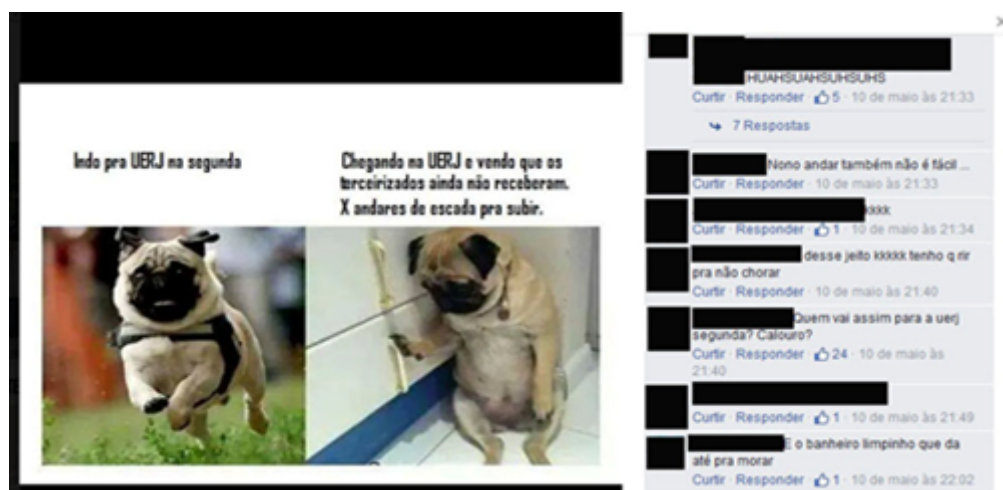 Indo pra UERJ na segunda
Chegando na UERJ e vendo que os
terceirizados ainda não receberam.
X andares de escada pra subir.
HUAHSUAHSUHSUHS
Curtir · Responder · 5 · 10 de maio às 21:33
7 Respostas
Nono andar também não é fácil ...
Curtir · Responder · 10 de maio às 21:33
kkkk
Curtir · Responder · 1 · 10 de maio às 21:34
desse jeito kkkkk tenho q rir
pra não chorar
Curtir · Responder · 10 de maio às 21:40
Quem vai assim para a uerj
segunda? Calouro?
Curtir · Responder · 24 · 10 de maio às
21:40
Curtir · Responder · 1 · 10 de maio às 21:49
E o banheiro limpinho que da
até pra morar
Curtir · Responder · 1 · 10 de maio às 22:02